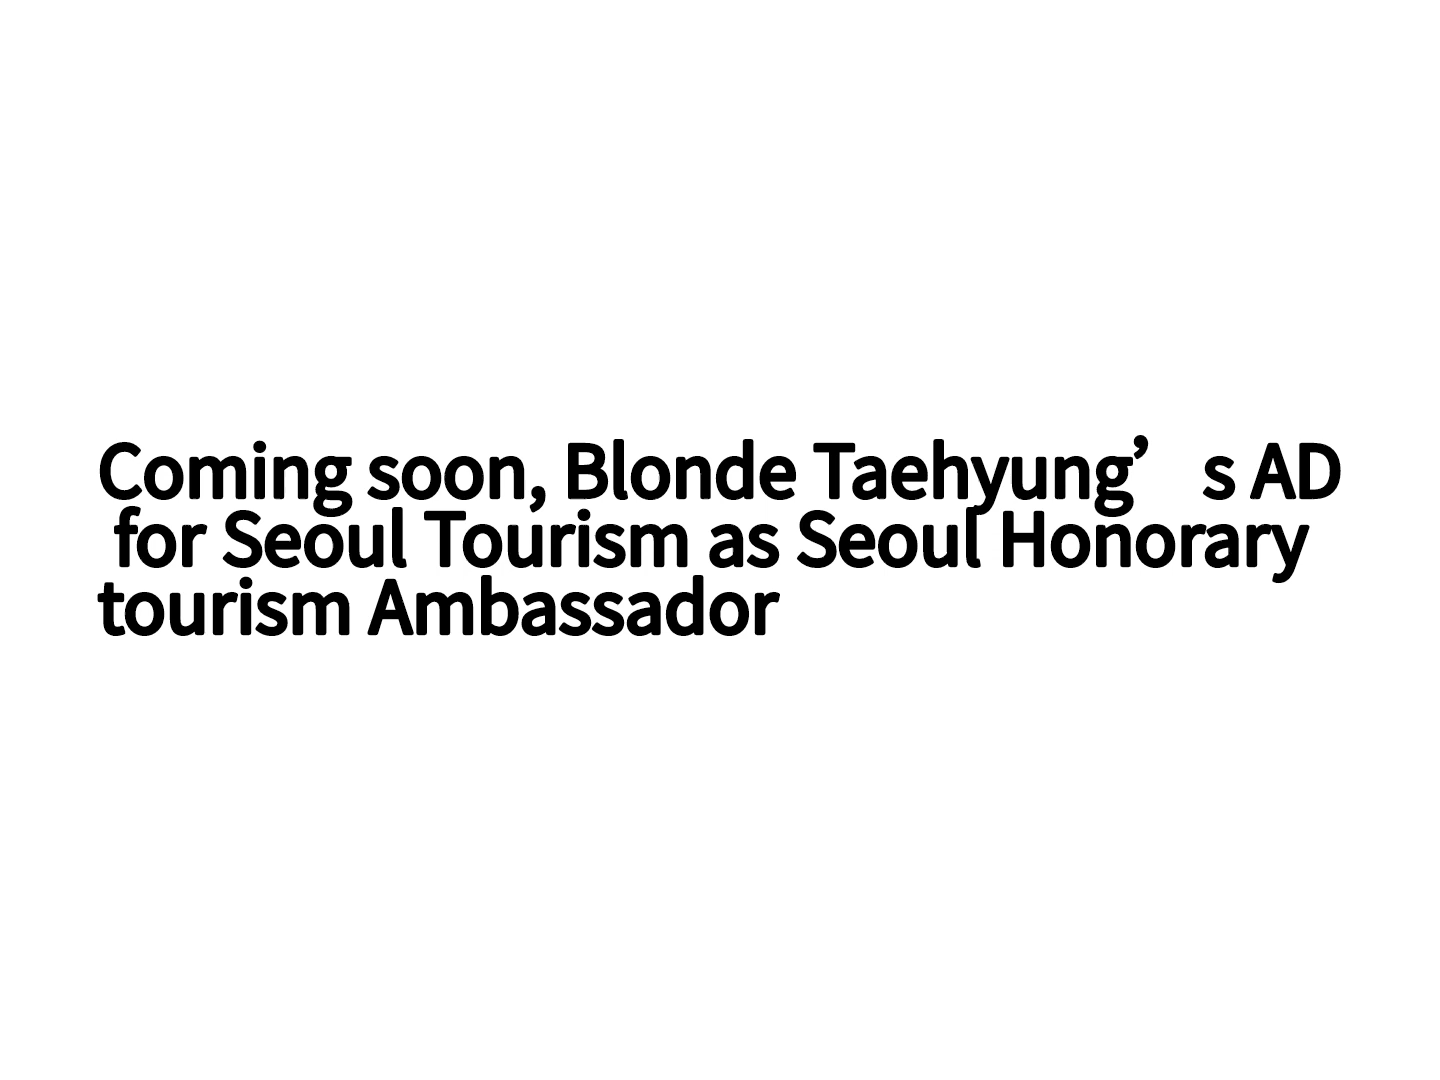 Coming soon, Blonde Taehyung’s AD
for Seoul Tourism as Seoul Honorary
tourism Ambassador